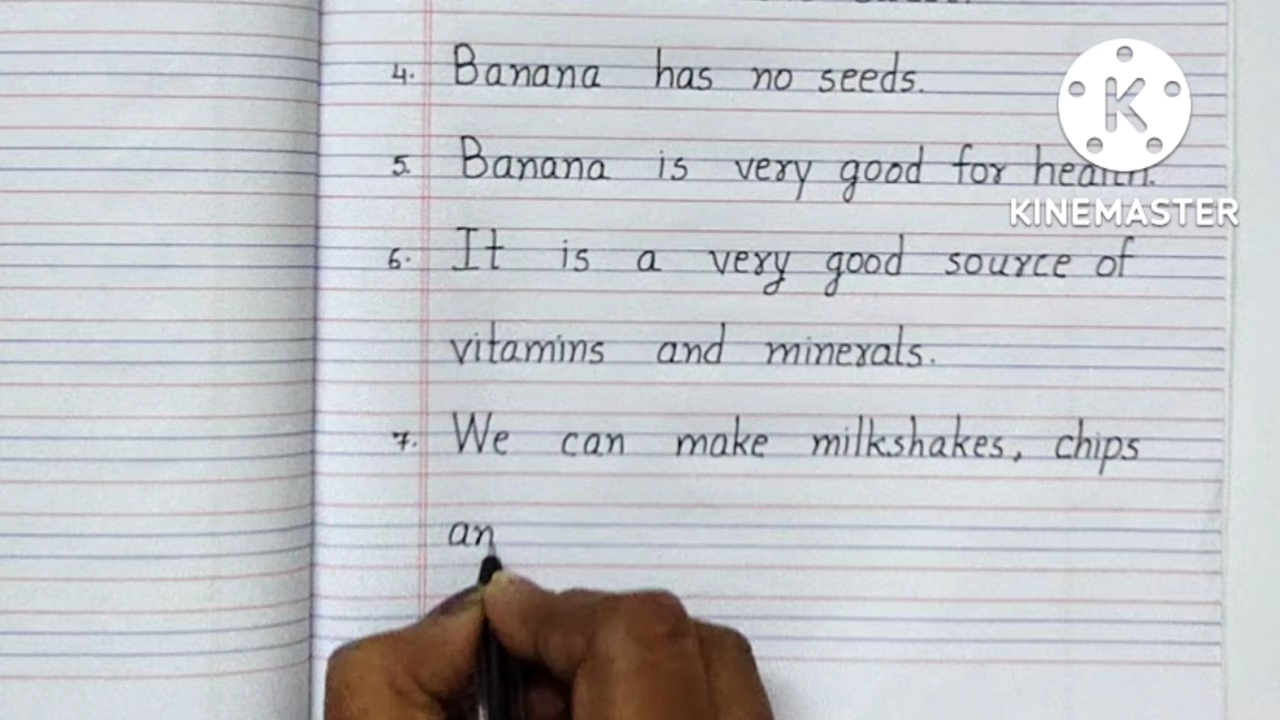 4. Banana has no seeds.
5. Banana is very good for health.
6. It is a very good source of
vitamins and minerals.
7. We can make milkshakes, chips
an
K
KINEMASTER